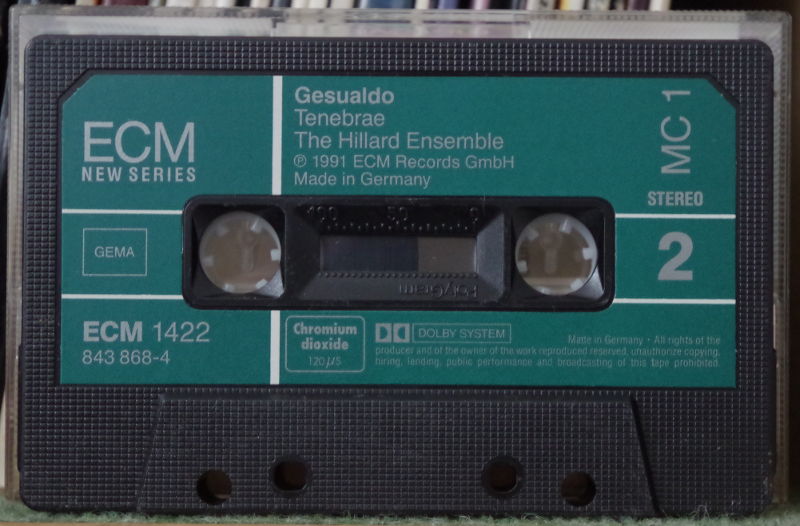 ECM
NEW SERIES
Gesualdo
Tenebrae
The Hillard Ensemble
℗ 1991 ECM Records GmbH
Made in Germany
MC 1
STEREO
2
GEMA
100 50 0
PolyGram
ECM 1422
843 868-4
Chromium
dioxide
120 µS
DOLBY SYSTEM
Made in Germany · All rights of the
producer and of the owner of the work reproduced reserved, unauthorize copying,
hiring, lending, public performance and broadcasting of this tape prohibited.